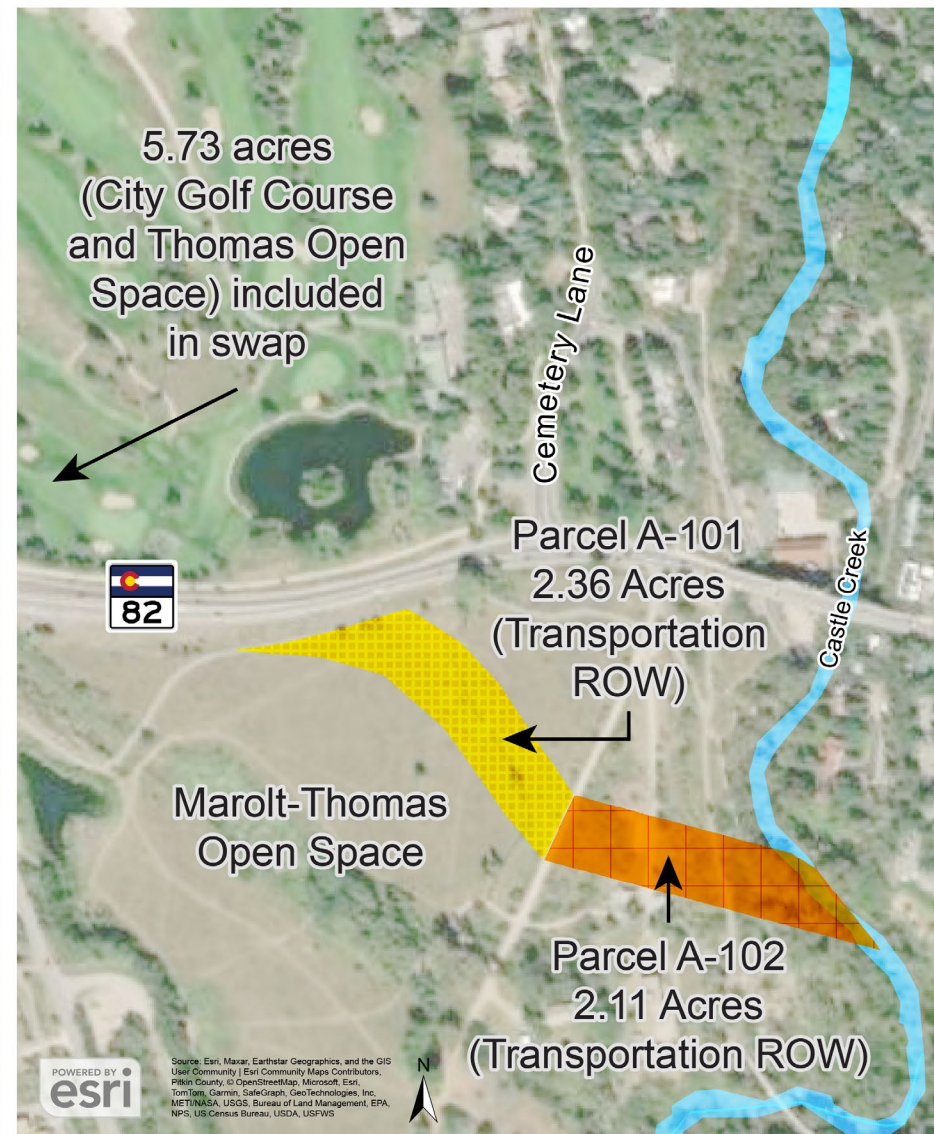 5.73 acres
(City Golf Course
and Thomas Open
Space) included
in swap
Cemetery Lane
Parcel A-101
2.36 Acres
(Transportation
ROW)
82
Castle Creek
Marolt-Thomas
Open Space
Parcel A-102
2.11 Acres
(Transportation ROW)
POWERED BY
esri
Source: Esri, Maxar, Earthstar Geographics, and the GIS
User Community | Esri Community Maps Contributors,
Pitkin County, © OpenStreetMap, Microsoft, Esri,
TomTom, Garmin, SafeGraph, GeoTechnologies, Inc,
METI/NASA, USGS, Bureau of Land Management, EPA,
NPS, US Census Bureau, USDA, USFWS
N